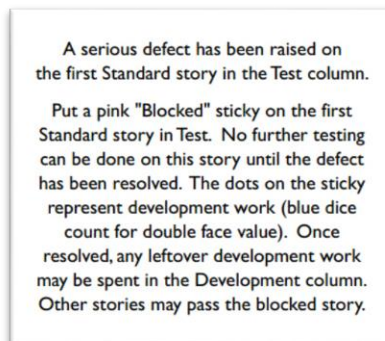 A serious defect has been raised on
the first Standard story in the Test column.
Put a pink "Blocked" sticky on the first
Standard story in Test. No further testing
can be done on this story until the defect
has been resolved. The dots on the sticky
represent development work (blue dice
count for double face value). Once
resolved, any leftover development work
may be spent in the Development column.
Other stories may pass the blocked story.